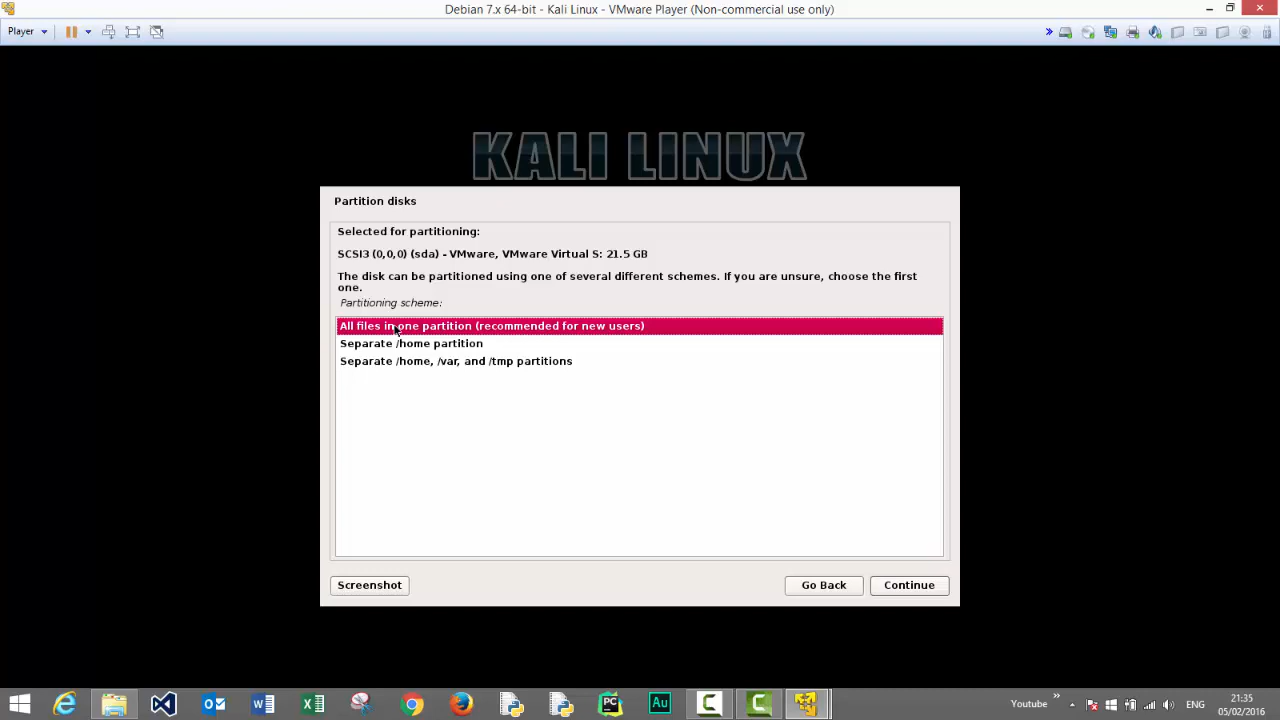 Debian 7.x 64-bit - Kali Linux - VMware Player (Non-commercial use only)
Player
KALI LINUX
Partition disks
Selected for partitioning:
SCSI3 (0,0,0) (sda) - VMware, VMware Virtual S: 21.5 GB
The disk can be partitioned using one of several different schemes. If you are unsure, choose the first
one.
Partitioning scheme:
All files in one partition (recommended for new users)
Separate /home partition
Separate /home, /var, and /tmp partitions
Screenshot
Go Back
Continue
PC
Au
Youtube
ENG
21:35
05/02/2016